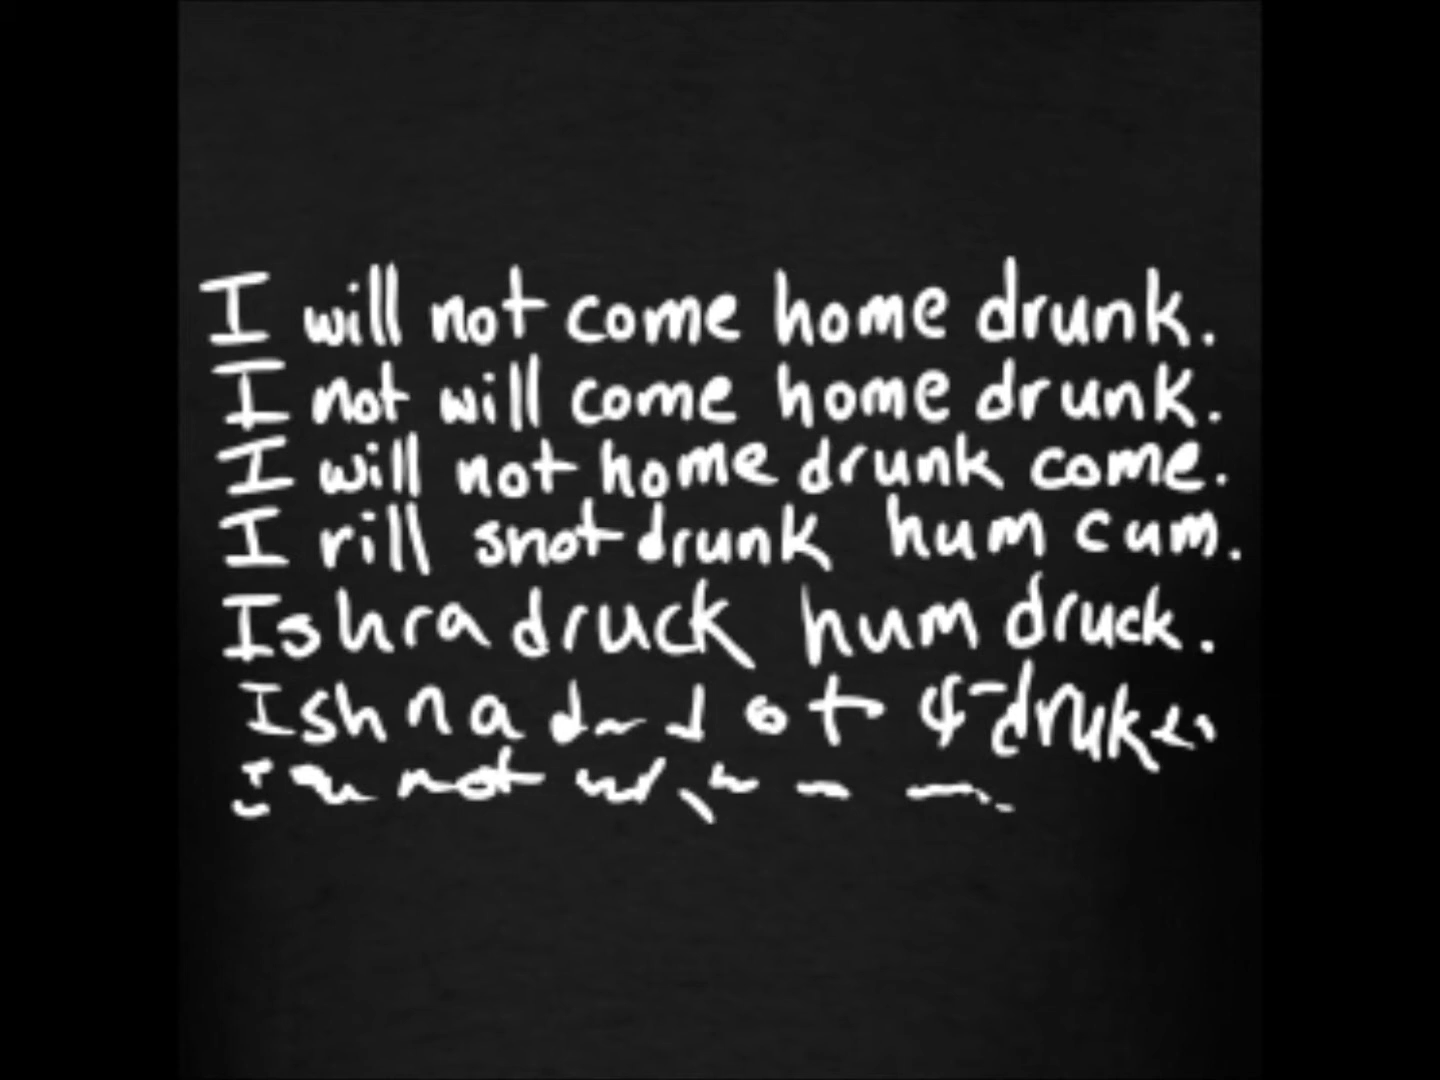 I will not come home drunk.
I not will come home drunk.
I will not home drunk come.
I rill snot drunk hum cum.
Ishra druck hum druck.
Ishna
not